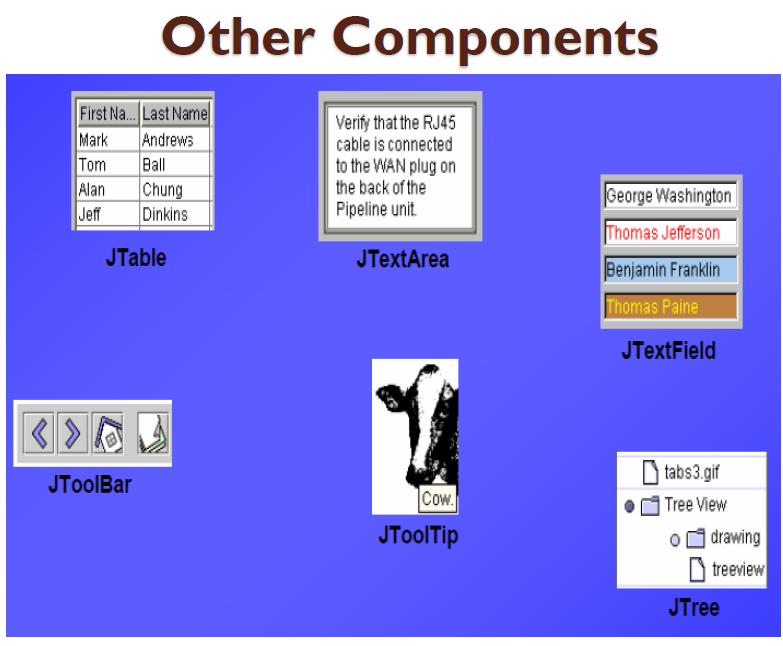 Other Components
First Na... Last Name
Mark Andrews
Tom Ball
Alan Chung
Jeff Dinkins
JTable
Verify that the RJ45
cable is connected
to the WAN plug on
the back of the
Pipeline unit.
JTextArea
George Washington
Thomas Jefferson
Benjamin Franklin
Thomas Paine
JTextField
JToolBar
Cow.
JToolTip
tabs3.gif
Tree View
drawing
treeview
JTree